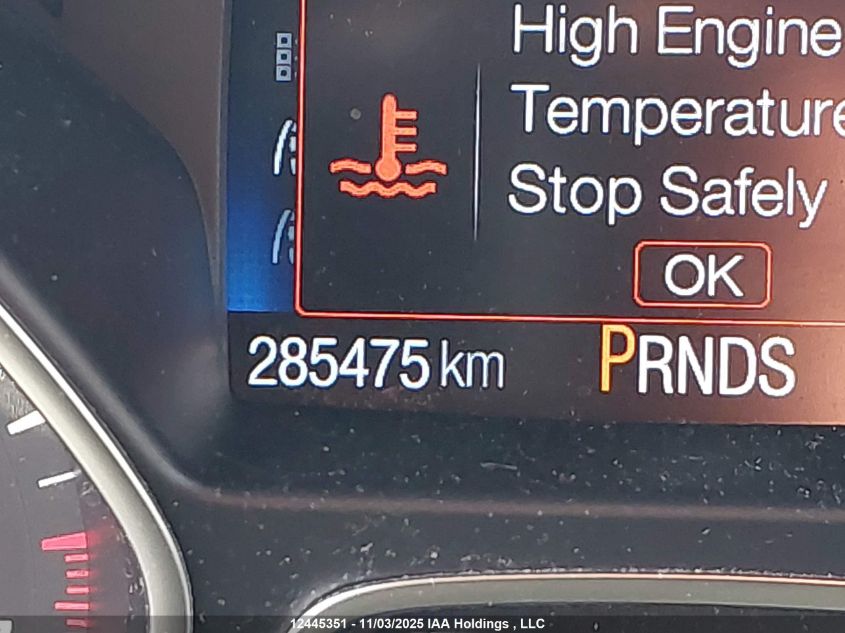 High Engine
Temperature
Stop Safely
OK
285475 km
PRNDS
12445351 - 11/03/2025 IAA Holdings , LLC